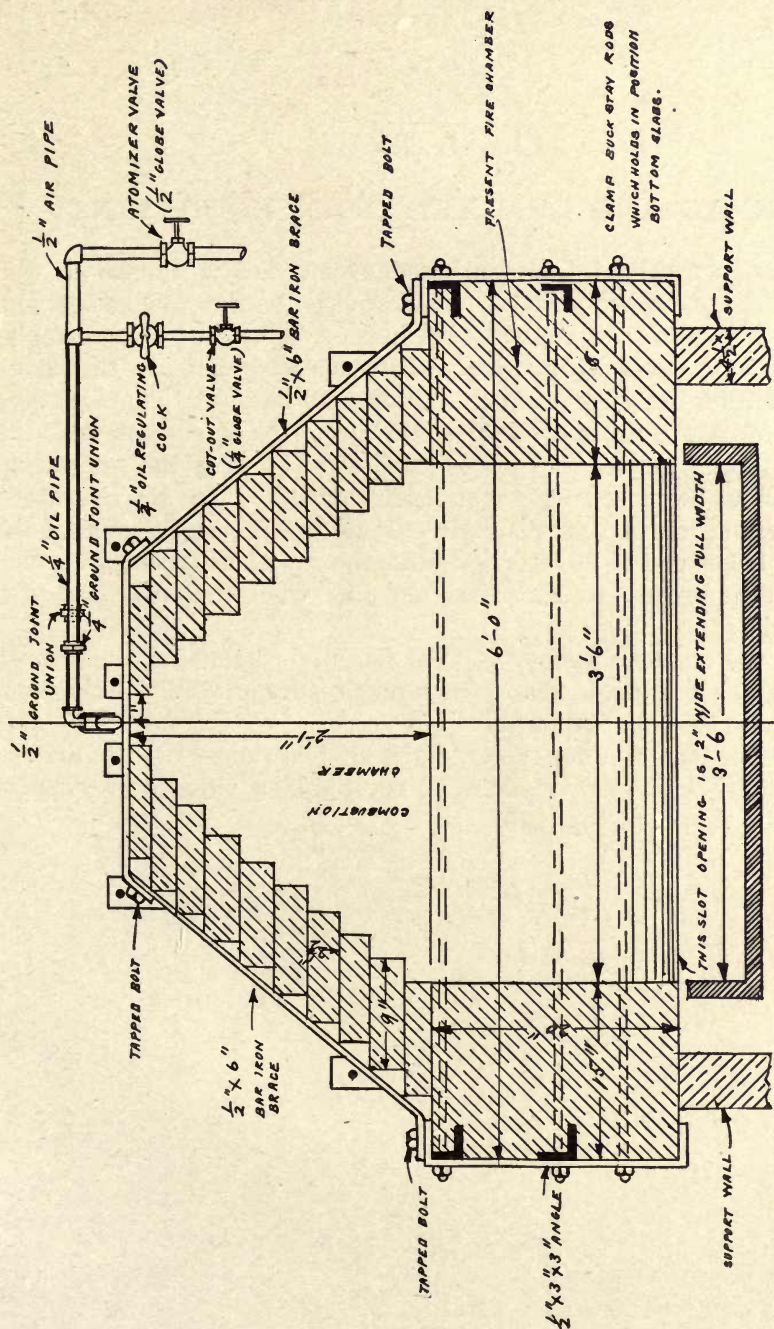 1/2" AIR PIPE
ATOMIZER VALVE
(1/2" GLOBE VALVE)
1/2" GROUND JOINT
UNION
1/4" OIL PIPE
1/4" GROUND JOINT UNION
1/4" OIL REGULATING
COCK
CUT-OUT VALVE
(1/4" GLOBE VALVE)
1/2" X 6" BAR IRON BRACE
TAPPED BOLT
PRESENT FIRE CHAMBER
CLAMP BUCK STAY RODS
WHICH HOLDS IN POSITION
BOTTOM SLABS.
TAPPED BOLT
1/2" X 6"
BAR IRON
BRACE
2'-1"
COMBUSTION
CHAMBER
9"
6'-0"
3'-6"
15"
TAPPED BOLT
1/2" X 3" X 3" ANGLE
SUPPORT WALL
SUPPORT WALL
THIS SLOT OPENING IS 2" WIDE EXTENDING FULL WIDTH
3-6